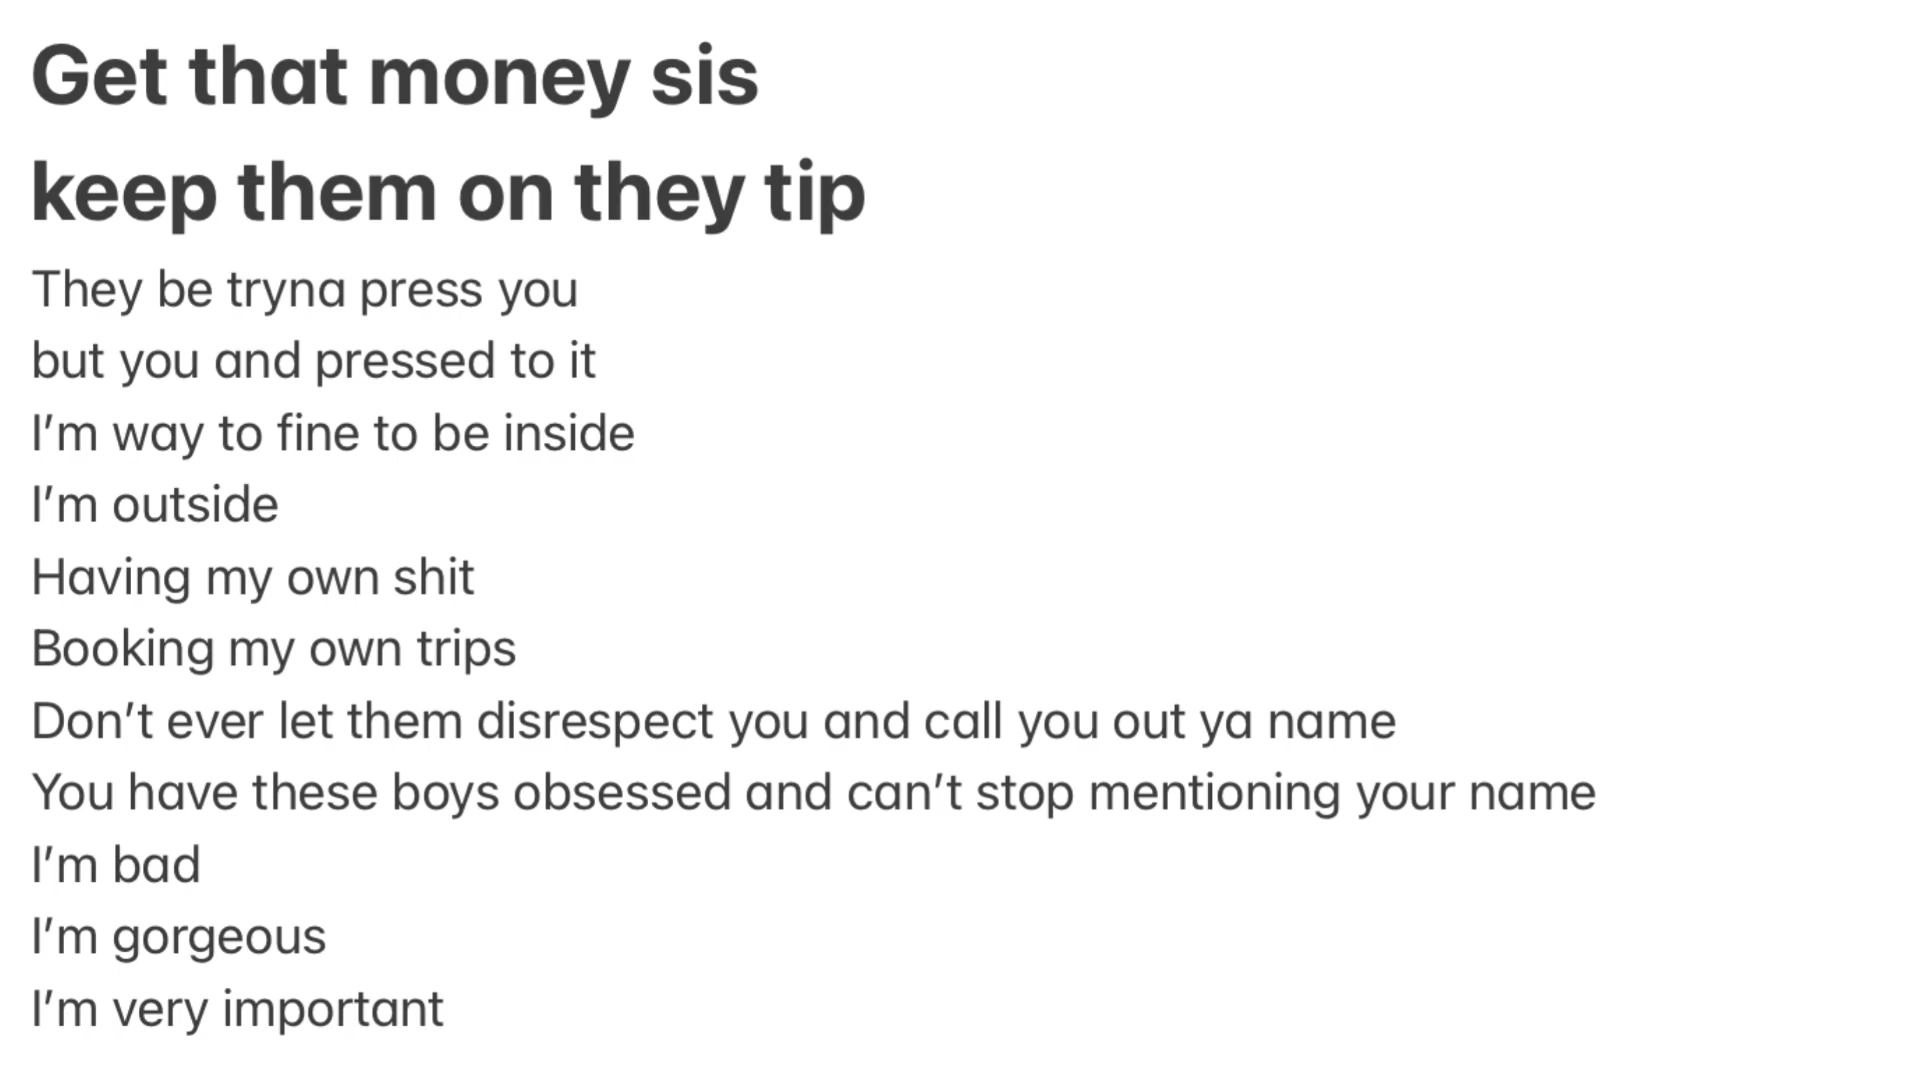 Get that money sis
keep them on they tip
They be tryna press you
but you and pressed to it
I’m way to fine to be inside
I’m outside
Having my own shit
Booking my own trips
Don’t ever let them disrespect you and call you out ya name
You have these boys obsessed and can’t stop mentioning your name
I’m bad
I’m gorgeous
I’m very important